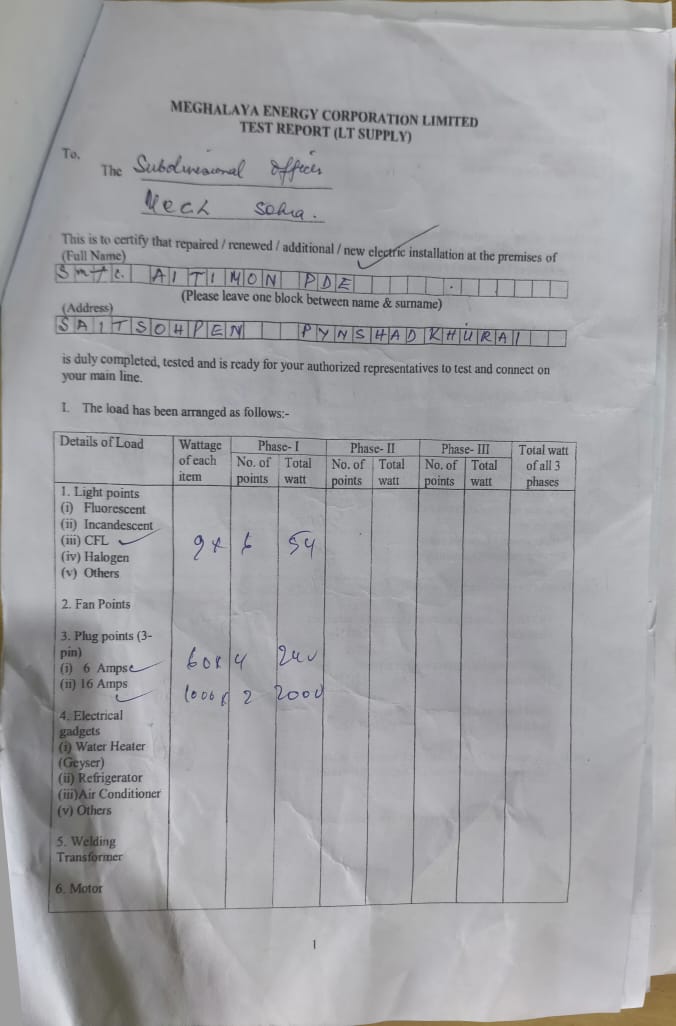 MEGHALAYA ENERGY CORPORATION LIMITED
TEST REPORT (LT SUPPLY)
To,
The Subdivisional Officer
MeECL Sohra.
This is to certify that repaired / renewed / additional / new electric installation at the premises of
(Full Name)
Smti. AITIMON PDE
(Please leave one block between name & surname)
(Address)
SAITSOHPEN PYNSHADKHURAI
is duly completed, tested and is ready for your authorized representatives to test and connect on
your main line.
I. The load has been arranged as follows:-
Details of Load Wattage of each item Phase- I Phase- II Phase- III Total watt of all 3 phases
No. of points Total watt No. of points Total watt No. of points Total watt
1. Light points
(i) Fluorescent
(ii) Incandescent
(iii) CFL 9 x 6 54
(iv) Halogen
(v) Others
2. Fan Points
3. Plug points (3-
pin)
(i) 6 Amps 60 x 4 240
(ii) 16 Amps 1000 x 2 2000
4. Electrical
gadgets
(i) Water Heater
(Geyser)
(ii) Refrigerator
(iii)Air Conditioner
(v) Others
5. Welding
Transformer
6. Motor
1